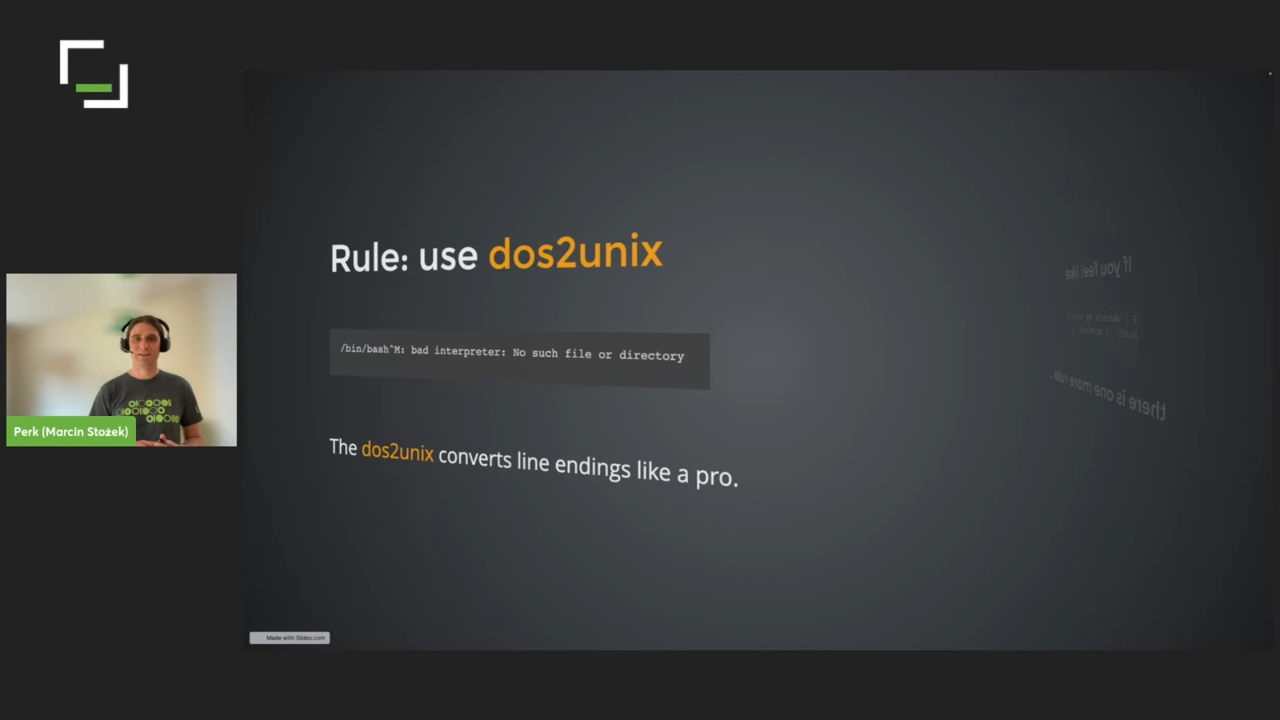 Rule: use dos2unix
/bin/bash^M: bad interpreter: No such file or directory
The dos2unix converts line endings like a pro.
If you feel like
there is one more rule...
Perk (Marcin Stożek)
Made with Slides.com